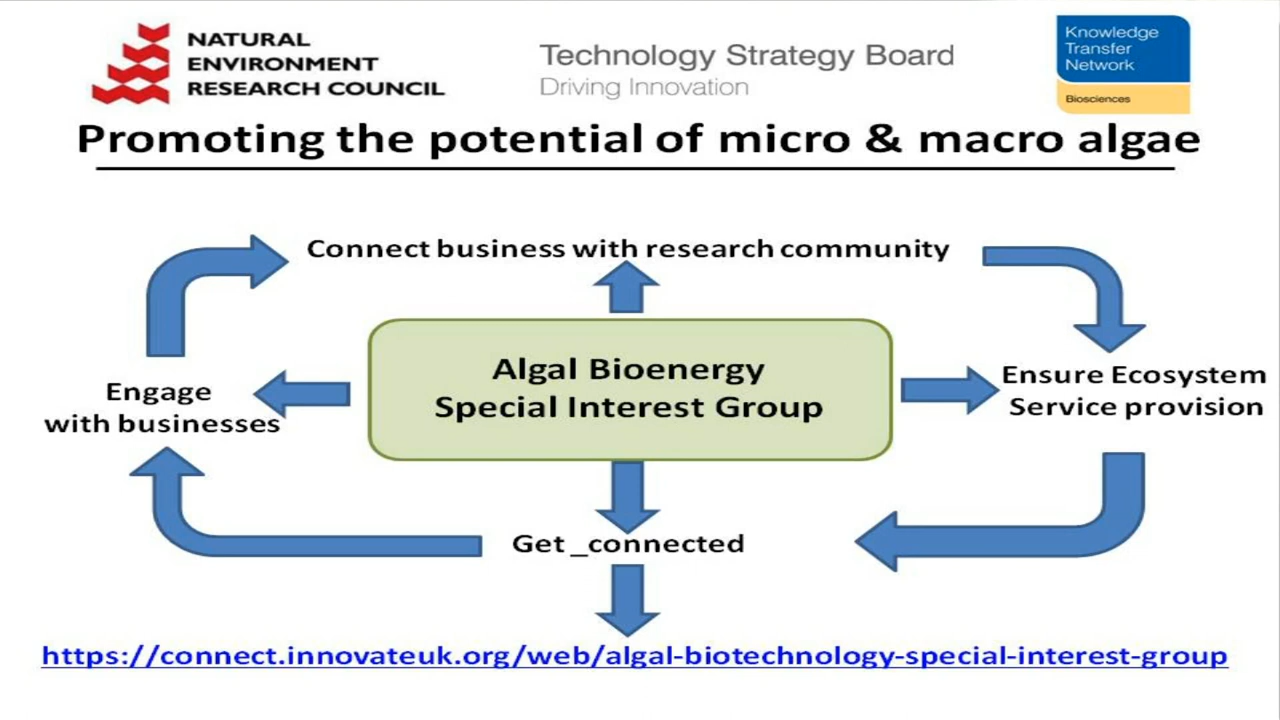 NATURAL
ENVIRONMENT
RESEARCH COUNCIL
Technology Strategy Board
Driving Innovation
Knowledge
Transfer
Network
Biosciences
Promoting the potential of micro & macro algae
Connect business with research community
Algal Bioenergy
Special Interest Group
Engage
with businesses
Ensure Ecosystem
Service provision
Get _connected
https://connect.innovateuk.org/web/algal-biotechnology-special-interest-group